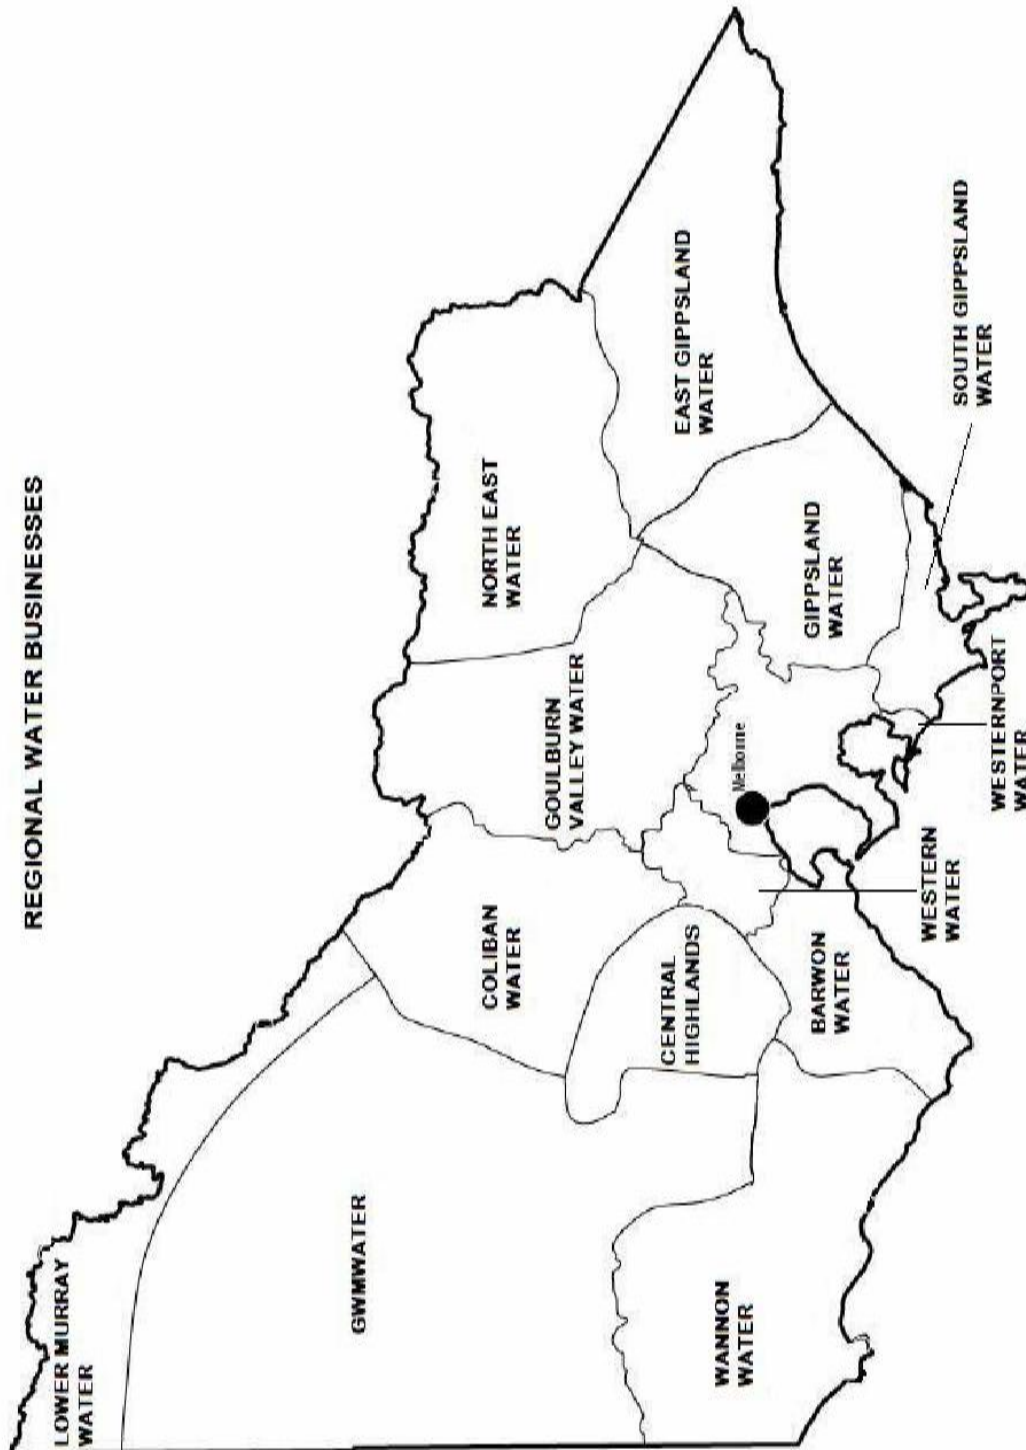 REGIONAL WATER BUSINESSES
LOWER MURRAY
WATER
GWMWATER
COLIBAN
WATER
GOULBURN
VALLEY WATER
NORTH EAST
WATER
EAST GIPPSLAND
WATER
GIPPSLAND
WATER
SOUTH GIPPSLAND
WATER
WESTERNPORT
WATER
Melbourne
WESTERN
WATER
CENTRAL
HIGHLANDS
BARWON
WATER
WANNON
WATER